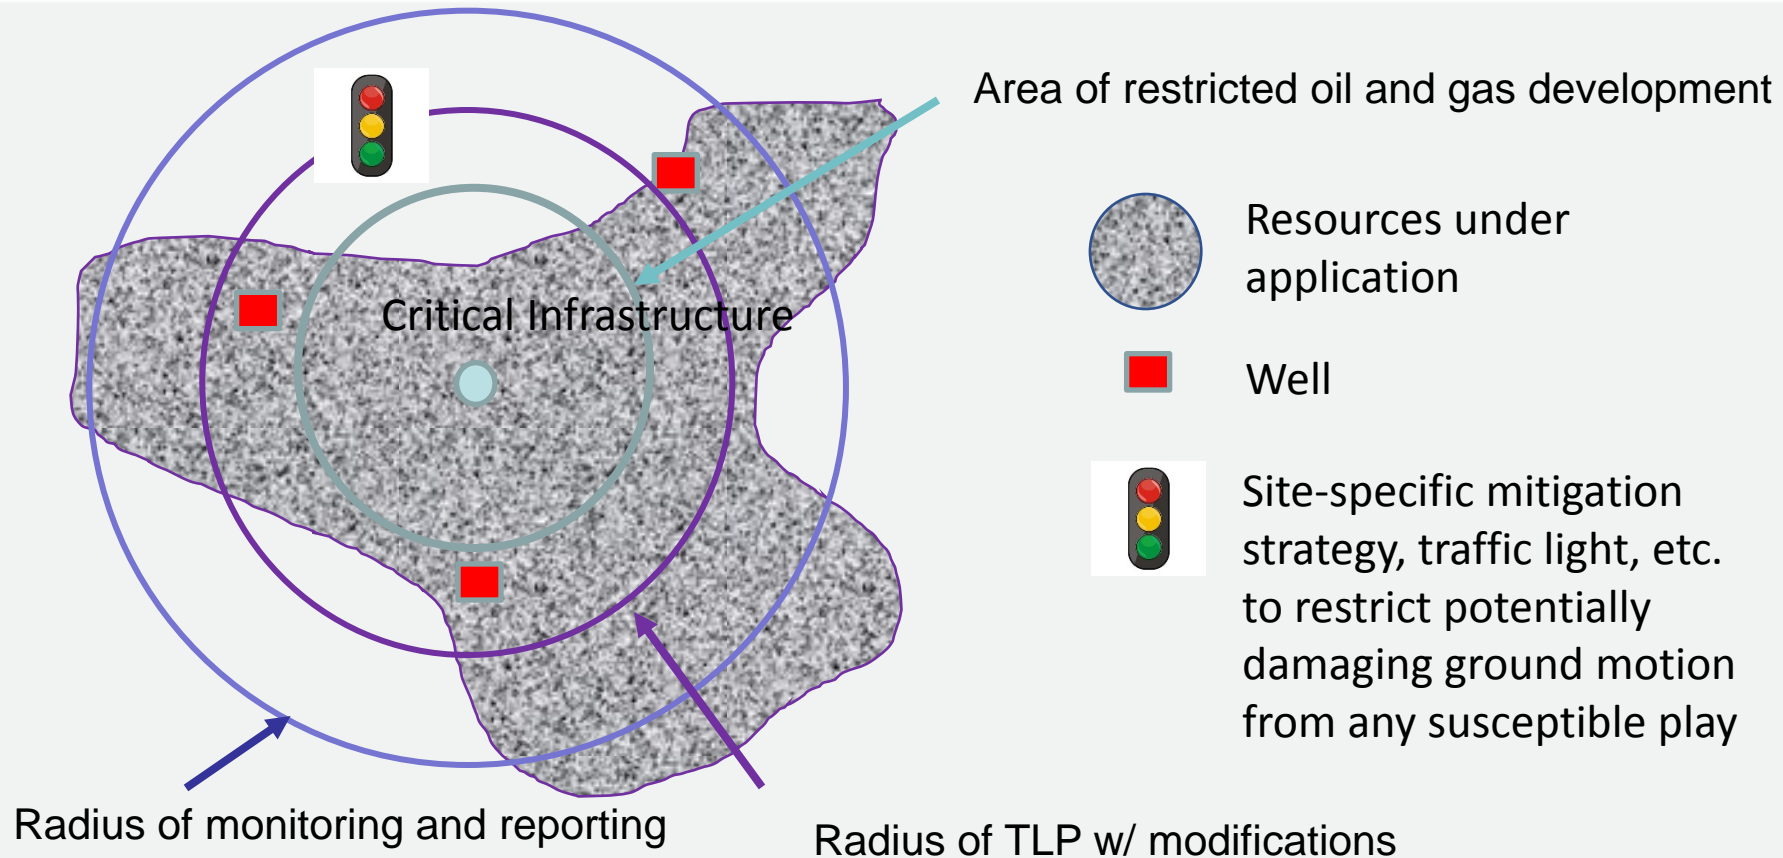 Area of restricted oil and gas development
Critical Infrastructure
Resources under
application
Well
Site-specific mitigation
strategy, traffic light, etc.
to restrict potentially
damaging ground motion
from any susceptible play
Radius of monitoring and reporting
Radius of TLP w/ modifications